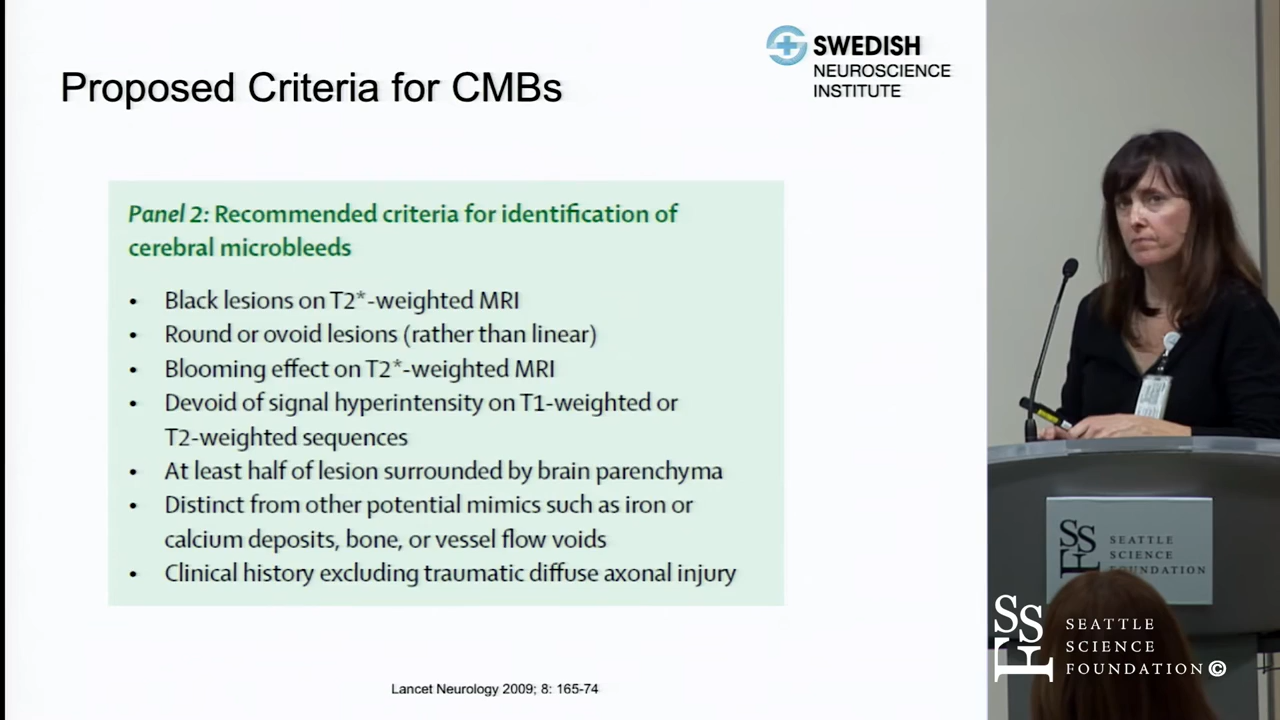 Proposed Criteria for CMBs
SWEDISH
NEUROSCIENCE
INSTITUTE
Panel 2: Recommended criteria for identification of
cerebral microbleeds
• Black lesions on T2*-weighted MRI
• Round or ovoid lesions (rather than linear)
• Blooming effect on T2*-weighted MRI
• Devoid of signal hyperintensity on T1-weighted or
T2-weighted sequences
• At least half of lesion surrounded by brain parenchyma
• Distinct from other potential mimics such as iron or
calcium deposits, bone, or vessel flow voids
• Clinical history excluding traumatic diffuse axonal injury
Lancet Neurology 2009; 8: 165-74
SSF
SEATTLE
SCIENCE
FOUNDATION
SSF
SEATTLE
SCIENCE
FOUNDATION©